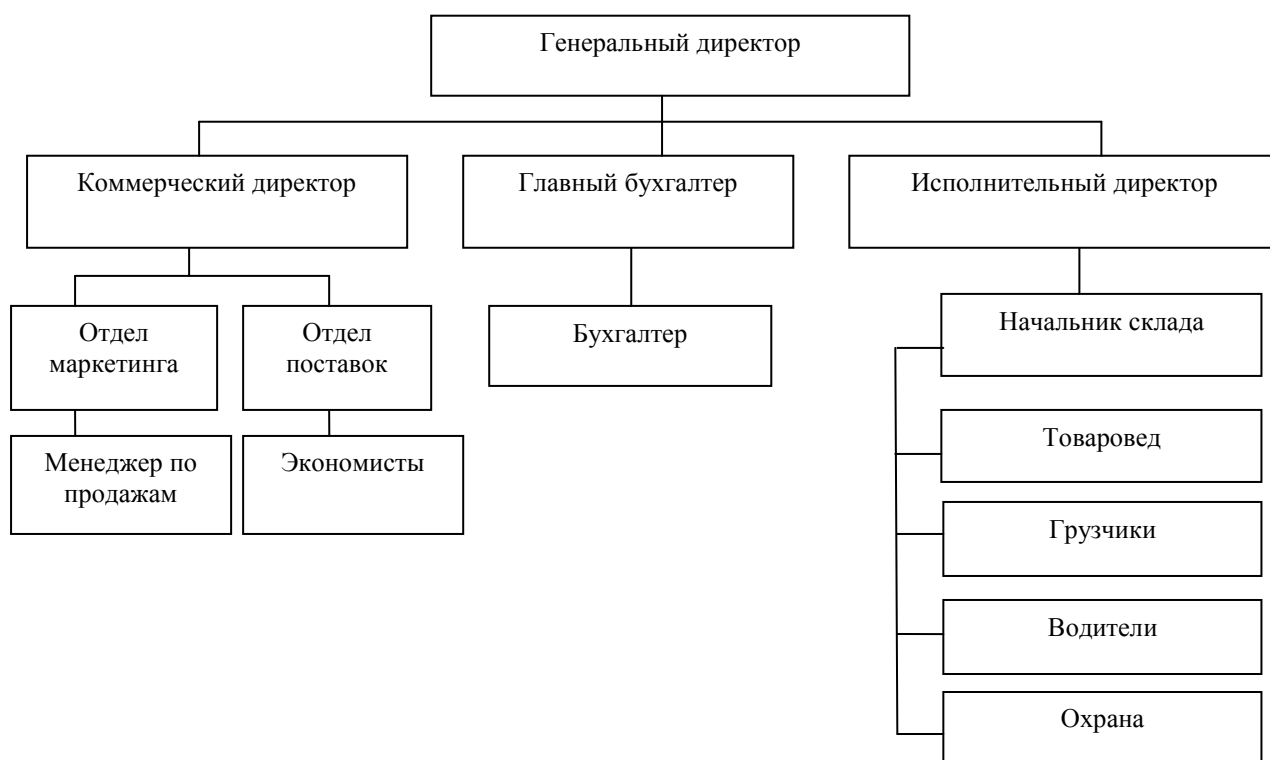 Генеральный директор
Коммерческий директор
Главный бухгалтер
Исполнительный директор
Отдел
маркетинга
Отдел
поставок
Бухгалтер
Начальник склада
Менеджер по
продажам
Экономисты
Товаровед
Грузчики
Водители
Охрана